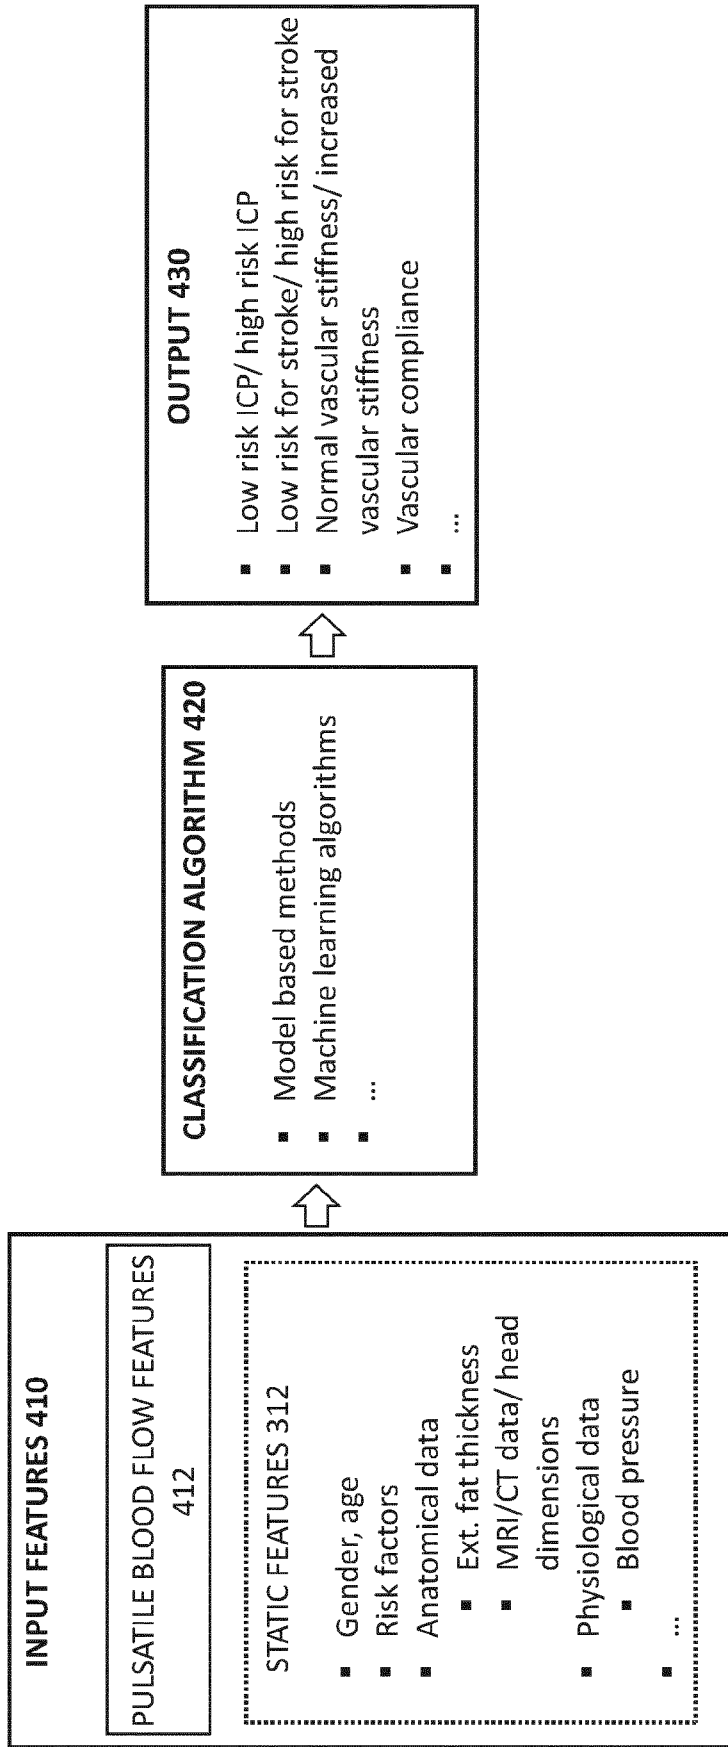 INPUT FEATURES 410
PULSATILE BLOOD FLOW FEATURES
412
STATIC FEATURES 312
▪ Gender, age
▪ Risk factors
▪ Anatomical data
▪ Ext. fat thickness
▪ MRI/CT data/ head
dimensions
▪ Physiological data
▪ Blood pressure
▪ ...
CLASSIFICATION ALGORITHM 420
▪ Model based methods
▪ Machine learning algorithms
▪ ...
OUTPUT 430
▪ Low risk ICP/ high risk ICP
▪ Low risk for stroke/ high risk for stroke
▪ Normal vascular stiffness/ increased
vascular stiffness
▪ Vascular compliance
▪ ...